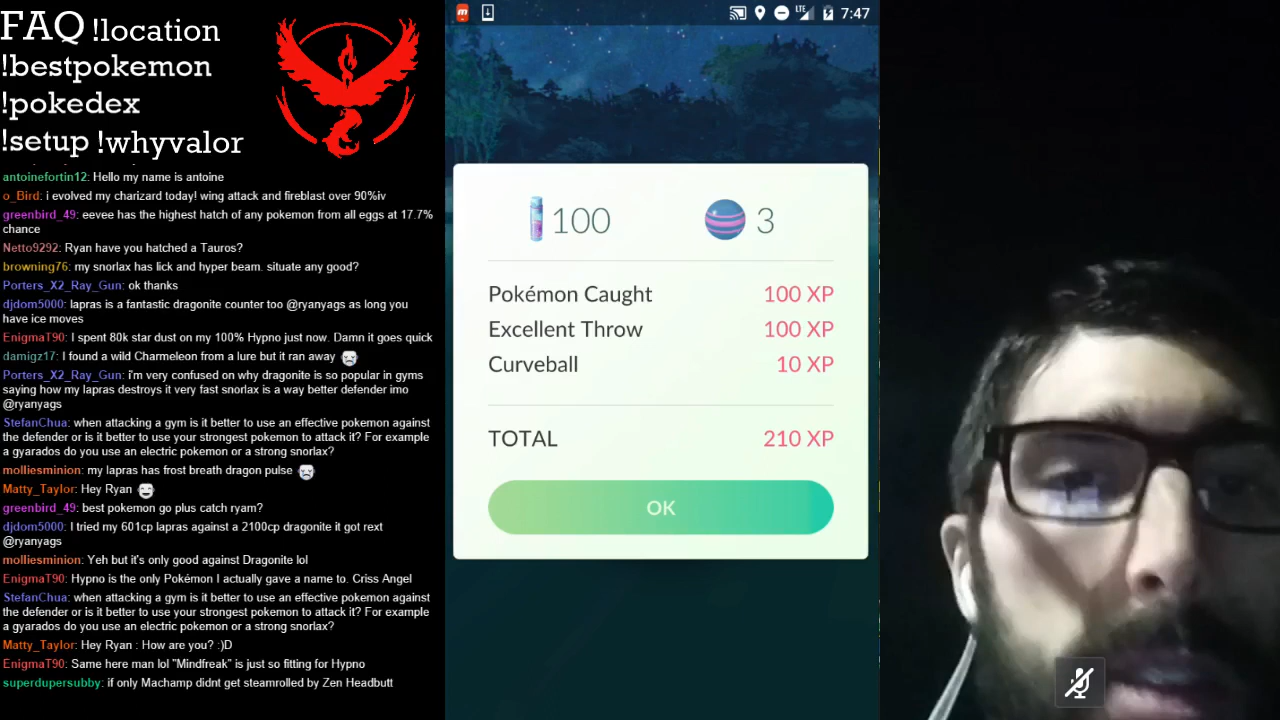 FAQ !location
!bestpokemon
!pokedex
!setup !whyvalor
antoinefortin12: Hello my name is antoine
o_Bird: i evolved my charizard today! wing attack and fireblast over 90%iv
greenbird_49: eevee has the highest hatch of any pokemon from all eggs at 17.7%
chance
Netto9292: Ryan have you hatched a Tauros?
browning76: my snorlax has lick and hyper beam. situate any good?
Porters_X2_Ray_Gun: ok thanks
djdom5000: lapras is a fantastic dragonite counter too @ryanyags as long you
have ice moves
EnigmaT90: I spent 80k star dust on my 100% Hypno just now. Damn it goes quick
damigz17: I found a wild Charmeleon from a lure but it ran away
Porters_X2_Ray_Gun: i'm very confused on why dragonite is so popular in gyms
saying how my lapras destroys it very fast snorlax is a way better defender imo
@ryanyags
StefanChua: when attacking a gym is it better to use an effective pokemon against
the defender or is it better to use your strongest pokemon to attack it? For example
a gyarados do you use an electric pokemon or a strong snorlax?
molliesminion: my lapras has frost breath dragon pulse
Matty_Taylor: Hey Ryan
greenbird_49: best pokemon go plus catch ryam?
djdom5000: I tried my 601cp lapras against a 2100cp dragonite it got rext
@ryanyags
molliesminion: Yeh but it's only good against Dragonite lol
EnigmaT90: Hypno is the only Pokémon I actually gave a name to. Criss Angel
StefanChua: when attacking a gym is it better to use an effective pokemon against
the defender or is it better to use your strongest pokemon to attack it? For example
a gyarados do you use an electric pokemon or a strong snorlax?
Matty_Taylor: Hey Ryan : How are you? :)D
EnigmaT90: Same here man lol "Mindfreak" is just so fitting for Hypno
superdupersubby: if only Machamp didnt get steamrolled by Zen Headbutt
m
LTE
7:47
100
3
Pokémon Caught 100 XP
Excellent Throw 100 XP
Curveball 10 XP
TOTAL 210 XP
OK